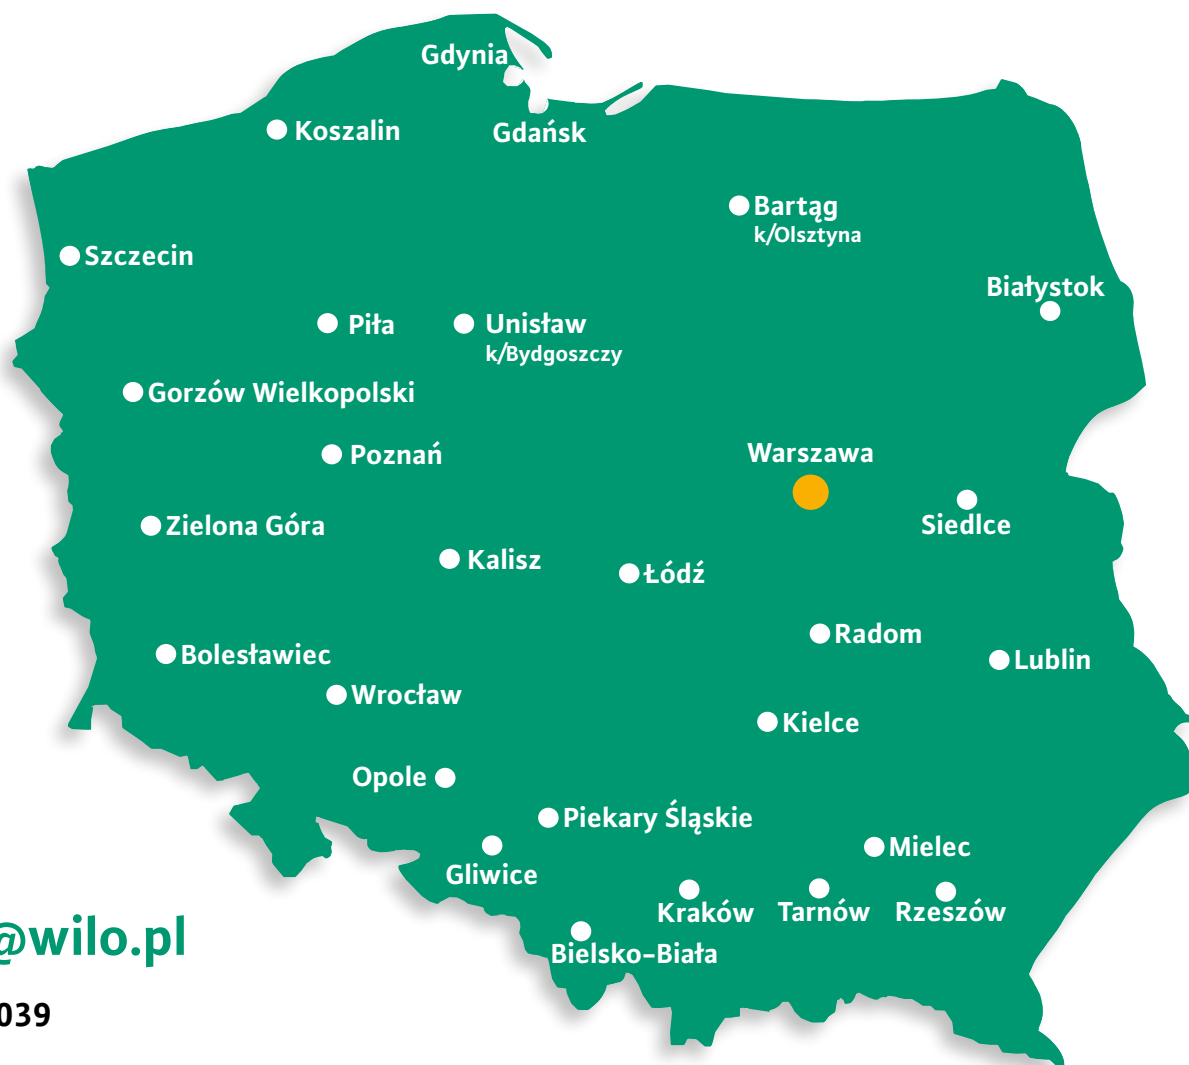 Gdynia
Koszalin
Gdańsk
Bartąg
k/Olsztyna
Szczecin
Białystok
Piła
Unisław
k/Bydgoszczy
Gorzów Wielkopolski
Warszawa
Poznań
Siedlce
Zielona Góra
Kalisz
Łódź
Radom
Bolesławiec
Lublin
Wrocław
Kielce
Opole
Piekary Śląskie
Mielec
Gliwice
Kraków
Tarnów
Rzeszów
@wilo.pl
Bielsko-Biała
039